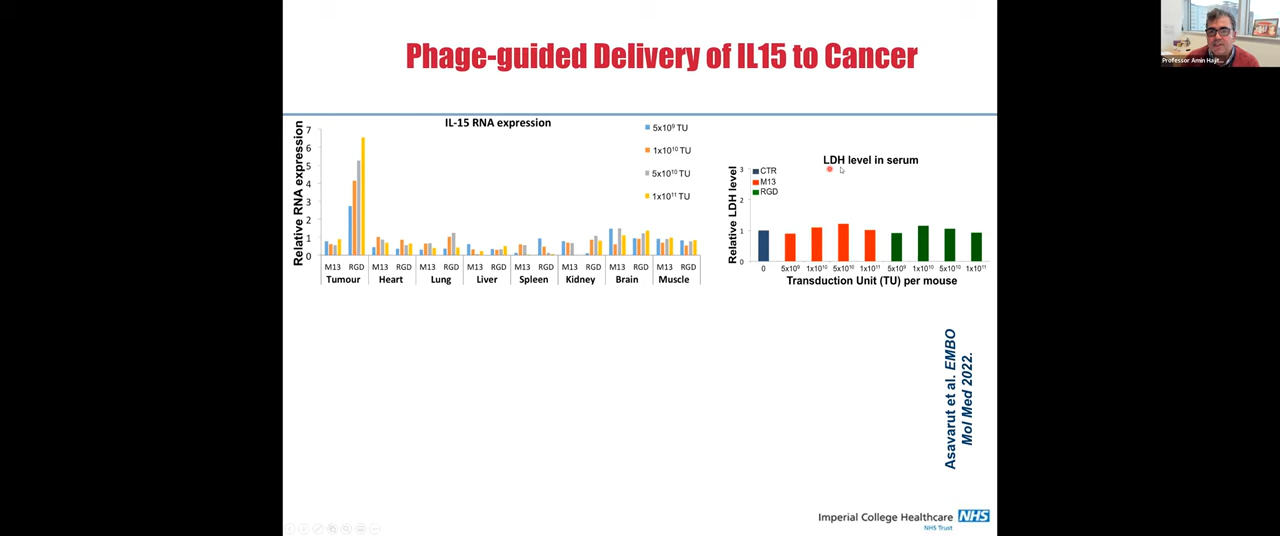 Phage-guided Delivery of IL15 to Cancer
Professor Amin Hajit...
IL-15 RNA expression
Relative RNA expression
7
6
5
4
3
2
1
0
5x10⁹ TU
1x10¹⁰ TU
5x10¹⁰ TU
1x10¹¹ TU
M13 RGD M13 RGD M13 RGD M13 RGD M13 RGD M13 RGD M13 RGD M13 RGD
Tumour Heart Lung Liver Spleen Kidney Brain Muscle
LDH level in serum
Relative LDH level
3
2
1
0
CTR
M13
RGD
0 5x10⁹ 1x10¹⁰ 5x10¹⁰ 1x10¹¹ 5x10⁹ 1x10¹⁰ 5x10¹⁰ 1x10¹¹
Transduction Unit (TU) per mouse
Asavarut et al. EMBO
Mol Med 2022.
Imperial College Healthcare NHS
NHS Trust